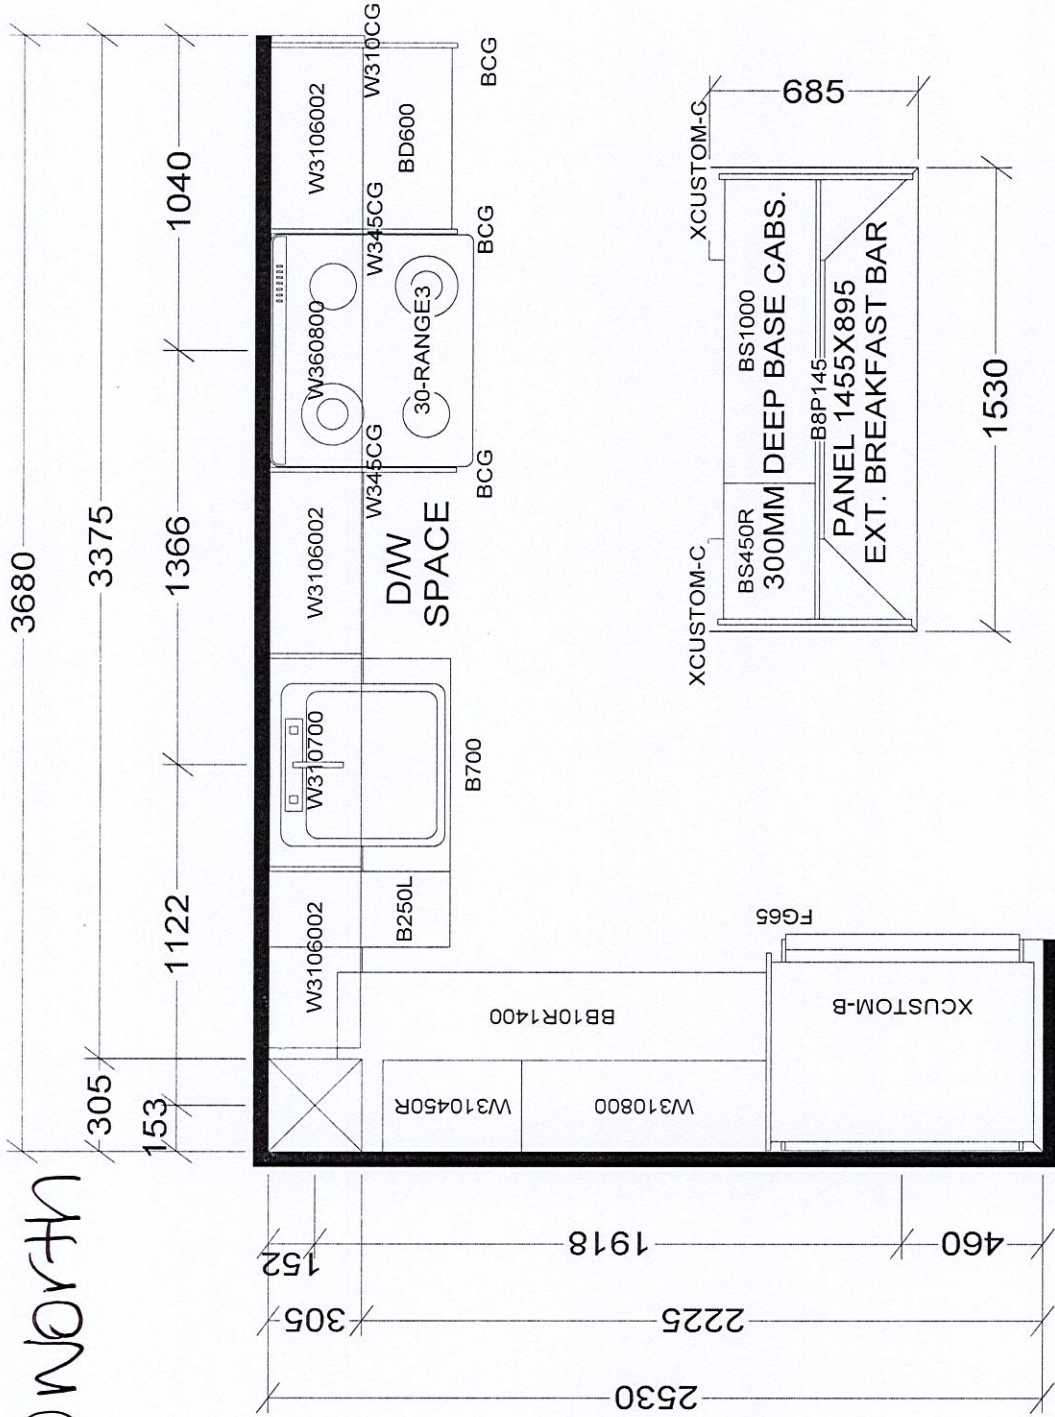 North
3680
3375
305
1040
1366
1122
153
W3106002
W310CG
BD600
BCG
W345CG
BCG
W360800
30-RANGE3
W345CG
BCG
W3106002
D/W
SPACE
W310700
B700
W3106002
B250L
BB10R1400
W310450R
W310800
FG65
XCUSTOM-B
152
1918
460
305
2225
2530
685
XCUSTOM-C
XCUSTOM-C
BS450R
BS1000
300MM DEEP BASE CABS.
B8P145
PANEL 1455X895
EXT. BREAKFAST BAR
1530